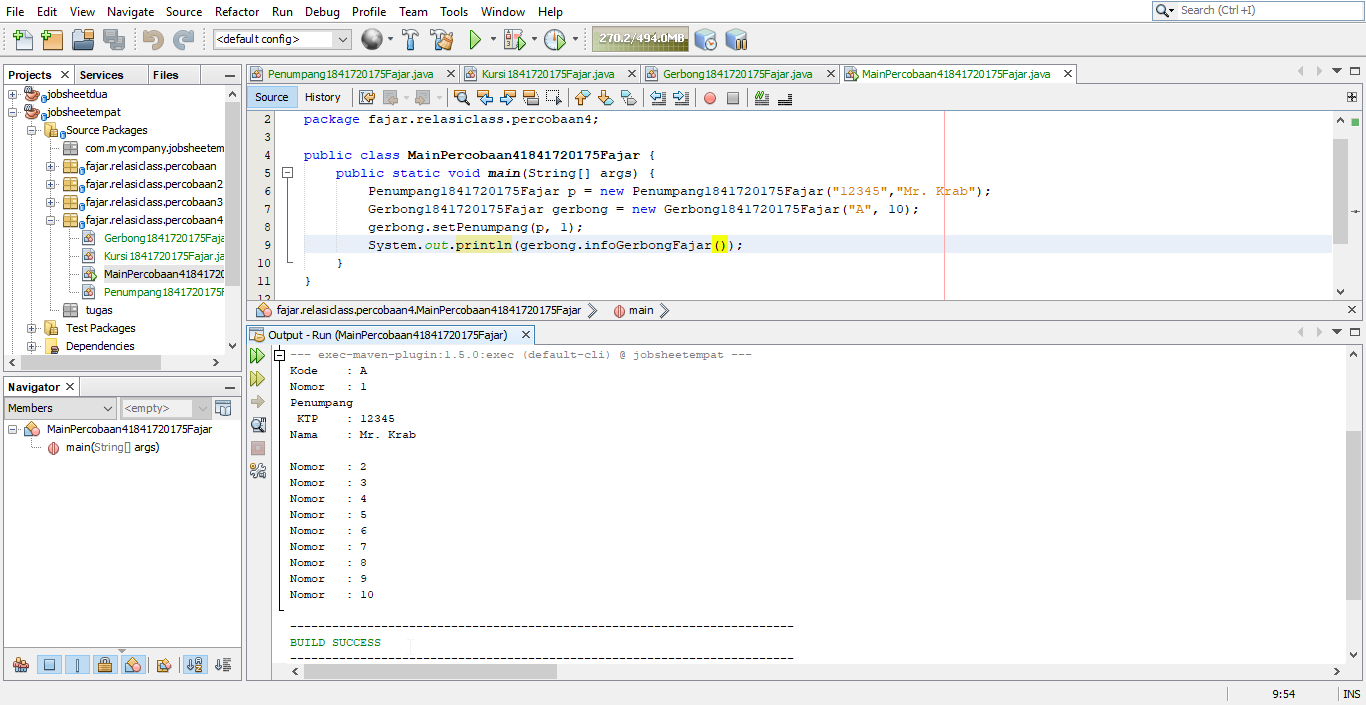 File Edit View Navigate Source Refactor Run Debug Profile Team Tools Window Help
Search (Ctrl+I)
<default config>
270.2/494.0MB
Projects Services Files
jobsheetdua
jobsheetempat
Source Packages
com.mycompany.jobsheetem
fajar.relasiclass.percobaan
fajar.relasiclass.percobaan2
fajar.relasiclass.percobaan3
fajar.relasiclass.percobaan4
Gerbong1841720175Faja
Kursi1841720175Fajar.ja
MainPercobaan4184172(
Penumpang1841720175F
tugas
Test Packages
Dependencies
Navigator
Members <empty>
MainPercobaan41841720175Fajar
main(String[] args)
Penumpang1841720175Fajar.java Kursi1841720175Fajar.java Gerbong1841720175Fajar.java MainPercobaan41841720175Fajar.java
Source History
2 package fajar.relasiclass.percobaan4;
3
4 public class MainPercobaan41841720175Fajar {
5 public static void main(String[] args) {
6 Penumpang1841720175Fajar p = new Penumpang1841720175Fajar("12345","Mr. Krab");
7 Gerbong1841720175Fajar gerbong = new Gerbong1841720175Fajar("A", 10);
8 gerbong.setPenumpang(p, 1);
9 System.out.println(gerbong.infoGerbongFajar());
10 }
11 }
12
fajar.relasiclass.percobaan4.MainPercobaan41841720175Fajar main
Output - Run (MainPercobaan41841720175Fajar)
--- exec-maven-plugin:1.5.0:exec (default-cli) @ jobsheetempat ---
Kode : A
Nomor : 1
Penumpang
KTP : 12345
Nama : Mr. Krab
Nomor : 2
Nomor : 3
Nomor : 4
Nomor : 5
Nomor : 6
Nomor : 7
Nomor : 8
Nomor : 9
Nomor : 10
------------------------------------------------------------------------
BUILD SUCCESS
------------------------------------------------------------------------
9:54 INS